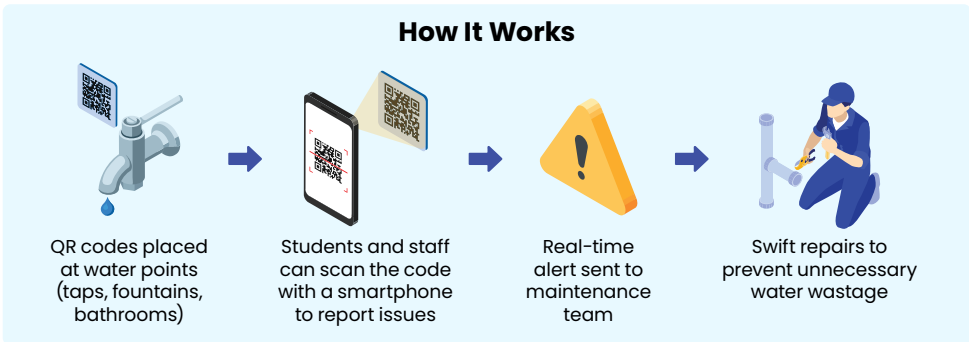 How It Works
QR codes placed
at water points
(taps, fountains,
bathrooms)
Students and staff
can scan the code
with a smartphone
to report issues
Real-time
alert sent to
maintenance
team
Swift repairs to
prevent unnecessary
water wastage